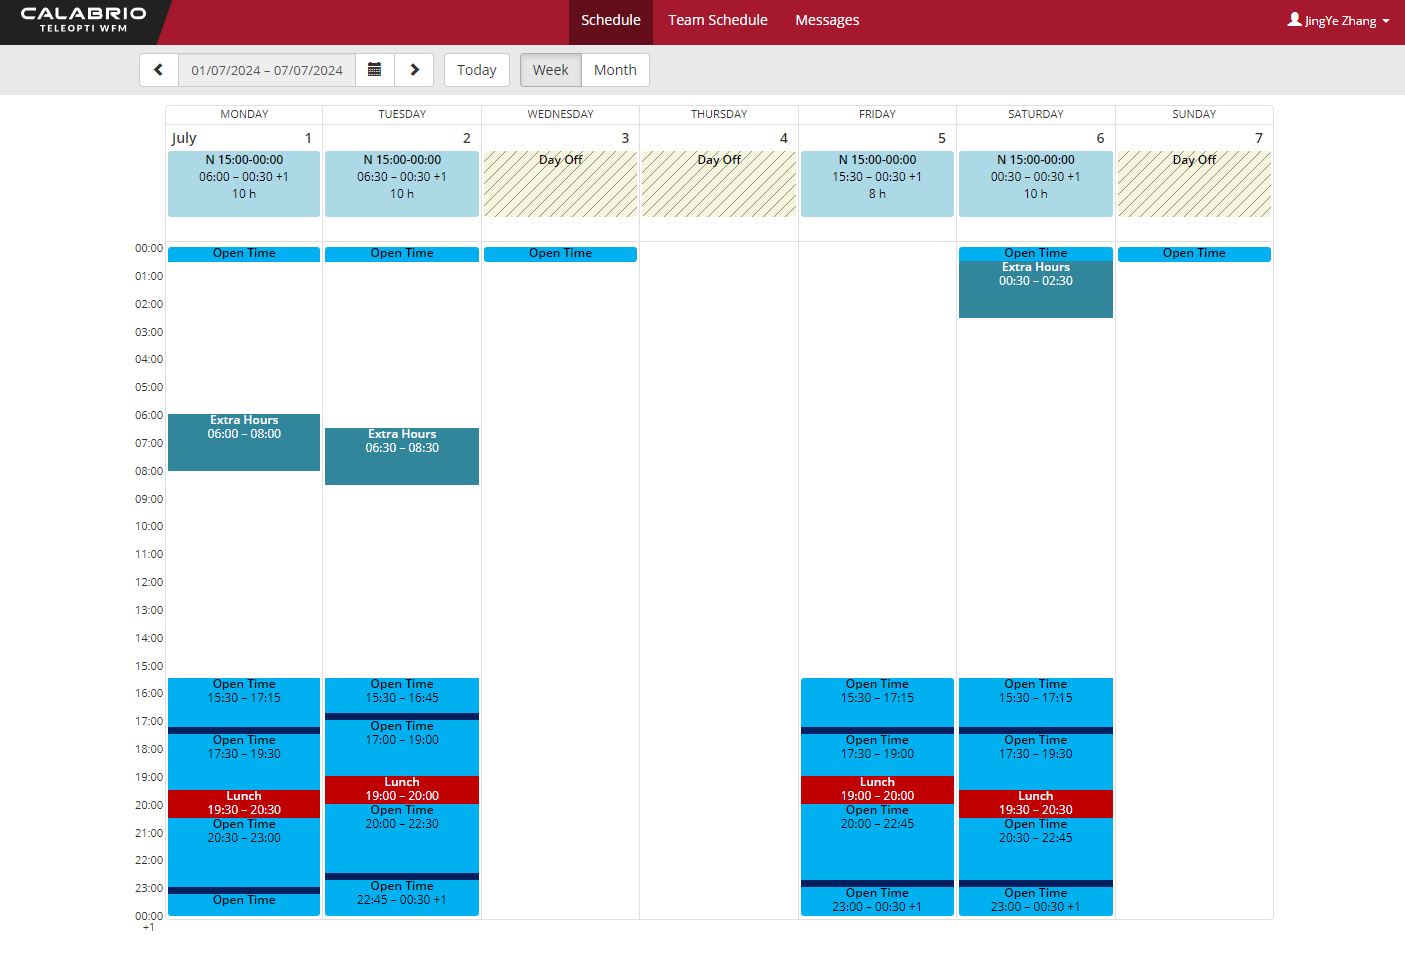 CALABRIO
TELEOPTI WFM
Schedule
Team Schedule
Messages
JingYe Zhang
01/07/2024 – 07/07/2024
Today
Week
Month
MONDAY
TUESDAY
WEDNESDAY
THURSDAY
FRIDAY
SATURDAY
SUNDAY
July 1
2
3
4
5
6
7
N 15:00-00:00
06:00 – 00:30 +1
10 h
N 15:00-00:00
06:30 – 00:30 +1
10 h
Day Off
Day Off
N 15:00-00:00
15:30 – 00:30 +1
8 h
N 15:00-00:00
00:30 – 00:30 +1
10 h
Day Off
00:00
01:00
02:00
03:00
04:00
05:00
06:00
07:00
08:00
09:00
10:00
11:00
12:00
13:00
14:00
15:00
16:00
17:00
18:00
19:00
20:00
21:00
22:00
23:00
00:00
+1
Open Time
Extra Hours
06:00 – 08:00
Open Time
15:30 – 17:15
Open Time
17:30 – 19:30
Lunch
19:30 – 20:30
Open Time
20:30 – 23:00
Open Time
Open Time
Extra Hours
06:30 – 08:30
Open Time
15:30 – 16:45
Open Time
17:00 – 19:00
Lunch
19:00 – 20:00
Open Time
20:00 – 22:30
Open Time
22:45 – 00:30 +1
Open Time
Open Time
15:30 – 17:15
Open Time
17:30 – 19:00
Lunch
19:00 – 20:00
Open Time
20:00 – 22:45
Open Time
23:00 – 00:30 +1
Open Time
Extra Hours
00:30 – 02:30
Open Time
15:30 – 17:15
Open Time
17:30 – 19:30
Lunch
19:30 – 20:30
Open Time
20:30 – 22:45
Open Time
23:00 – 00:30 +1
Open Time